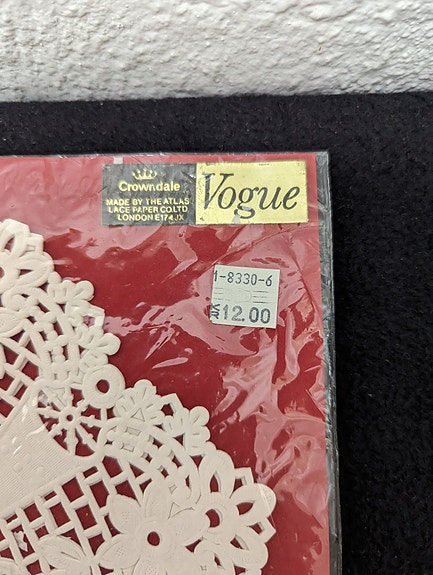 Crowndale
MADE BY THE ATLAS
LACE PAPER CO. LTD.
LONDON E17 4JX
Vogue
1-8330-6
12.00